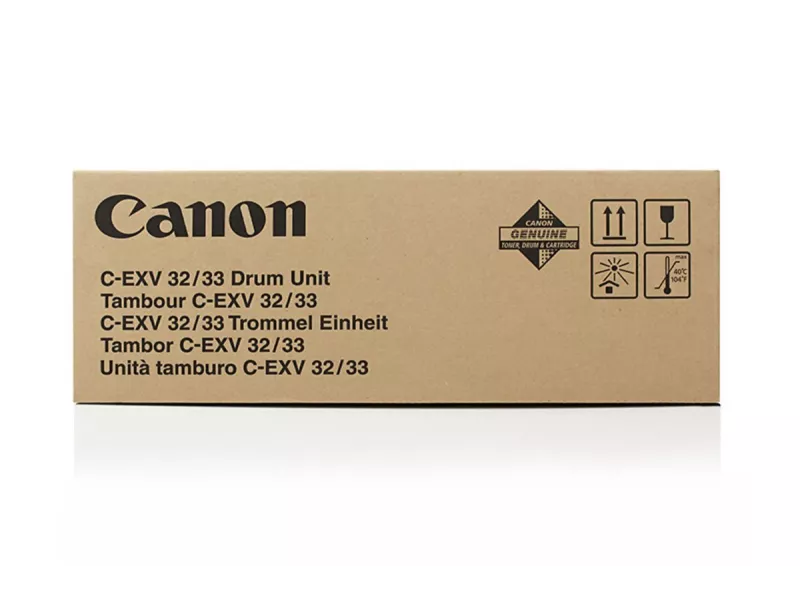 Canon
C-EXV 32/33 Drum Unit
Tambour C-EXV 32/33
C-EXV 32/33 Trommel Einheit
Tambor C-EXV 32/33
Unità tamburo C-EXV 32/33
CANON
GENUINE
TONER, DRUM & CARTRIDGE
max
40°C
104°F